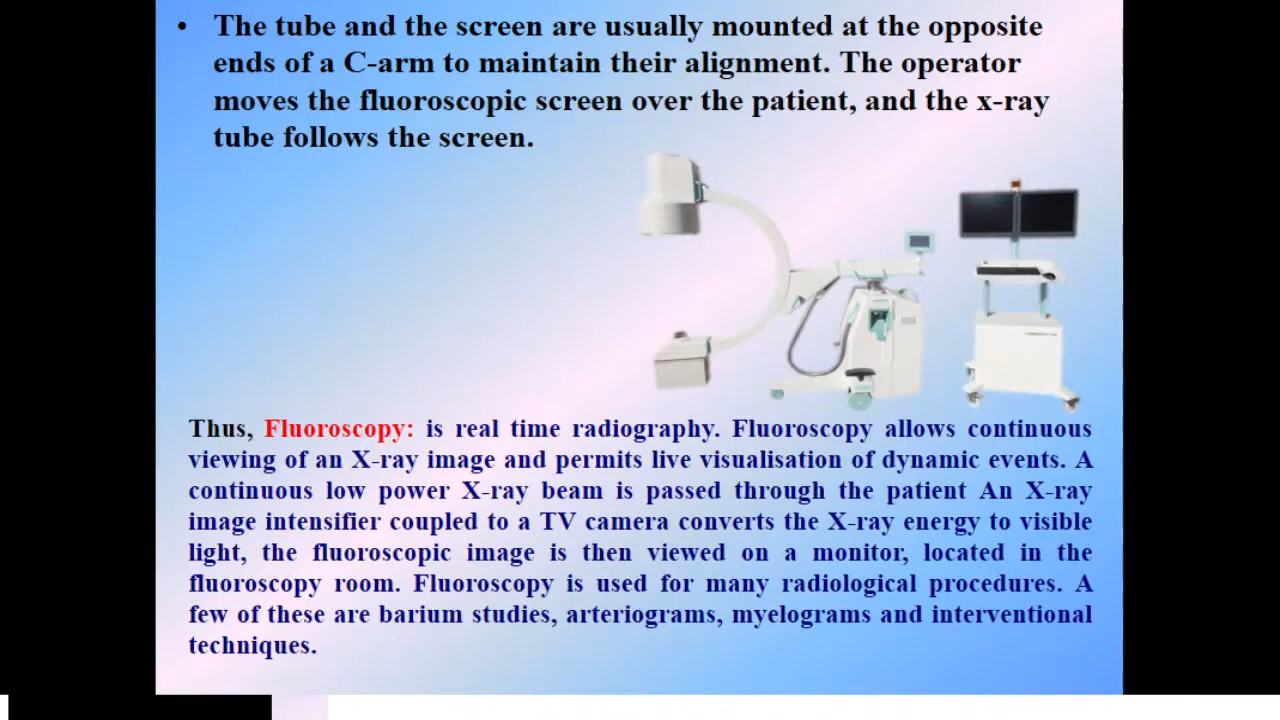 • The tube and the screen are usually mounted at the opposite
ends of a C-arm to maintain their alignment. The operator
moves the fluoroscopic screen over the patient, and the x-ray
tube follows the screen.
Thus, Fluoroscopy: is real time radiography. Fluoroscopy allows continuous
viewing of an X-ray image and permits live visualisation of dynamic events. A
continuous low power X-ray beam is passed through the patient An X-ray
image intensifier coupled to a TV camera converts the X-ray energy to visible
light, the fluoroscopic image is then viewed on a monitor, located in the
fluoroscopy room. Fluoroscopy is used for many radiological procedures. A
few of these are barium studies, arteriograms, myelograms and interventional
techniques.